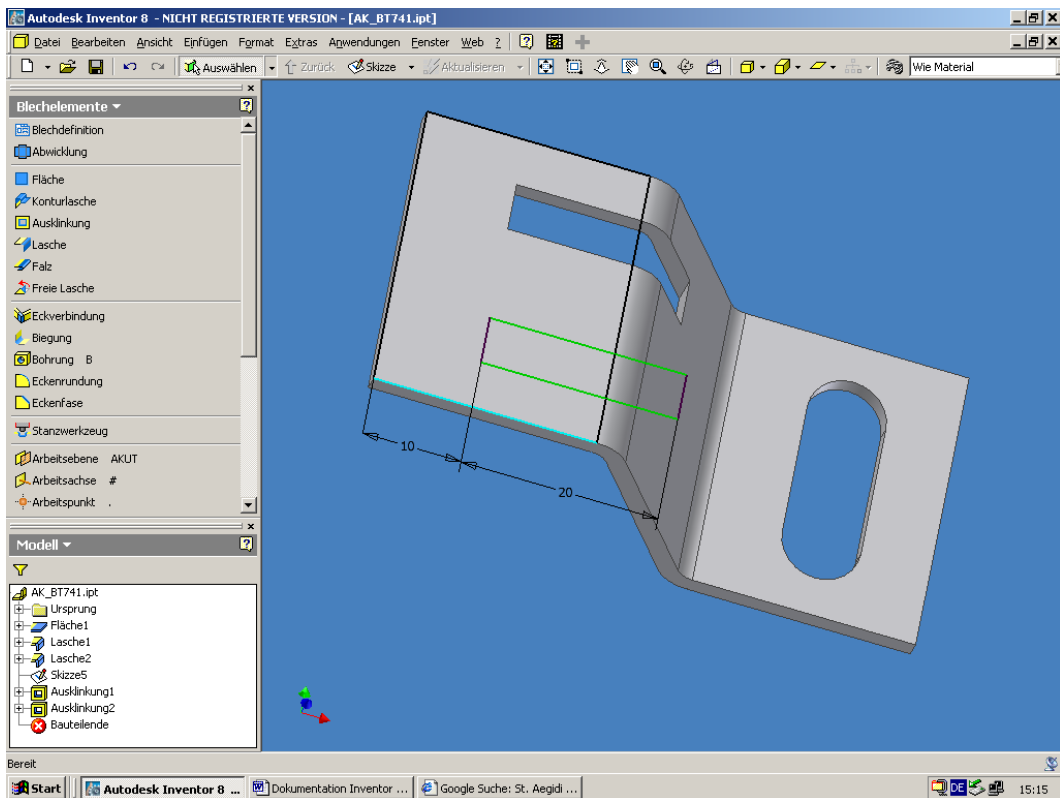 Autodesk Inventor 8 - NICHT REGISTRIERTE VERSION - [AK_BT741.ipt]
Datei Bearbeiten Ansicht Einfügen Format Extras Anwendungen Fenster Web ?
Auswählen Zurück Skizze Aktualisieren Wie Material
Blechelemente
Blechdefinition
Abwicklung
Fläche
Konturlasche
Ausklinkung
Lasche
Falz
Freie Lasche
Eckverbindung
Biegung
Bohrung B
Eckenrundung
Eckenfase
Stanzwerkzeug
Arbeitsebene AKUT
Arbeitsachse #
Arbeitspunkt .
10
20
Modell
AK_BT741.ipt
Ursprung
Fläche1
Lasche1
Lasche2
Skizze5
Ausklinkung1
Ausklinkung2
Bauteilende
Bereit
Start Autodesk Inventor 8 ... Dokumentation Inventor ... Google Suche: St. Aegidi ... DE 15:15